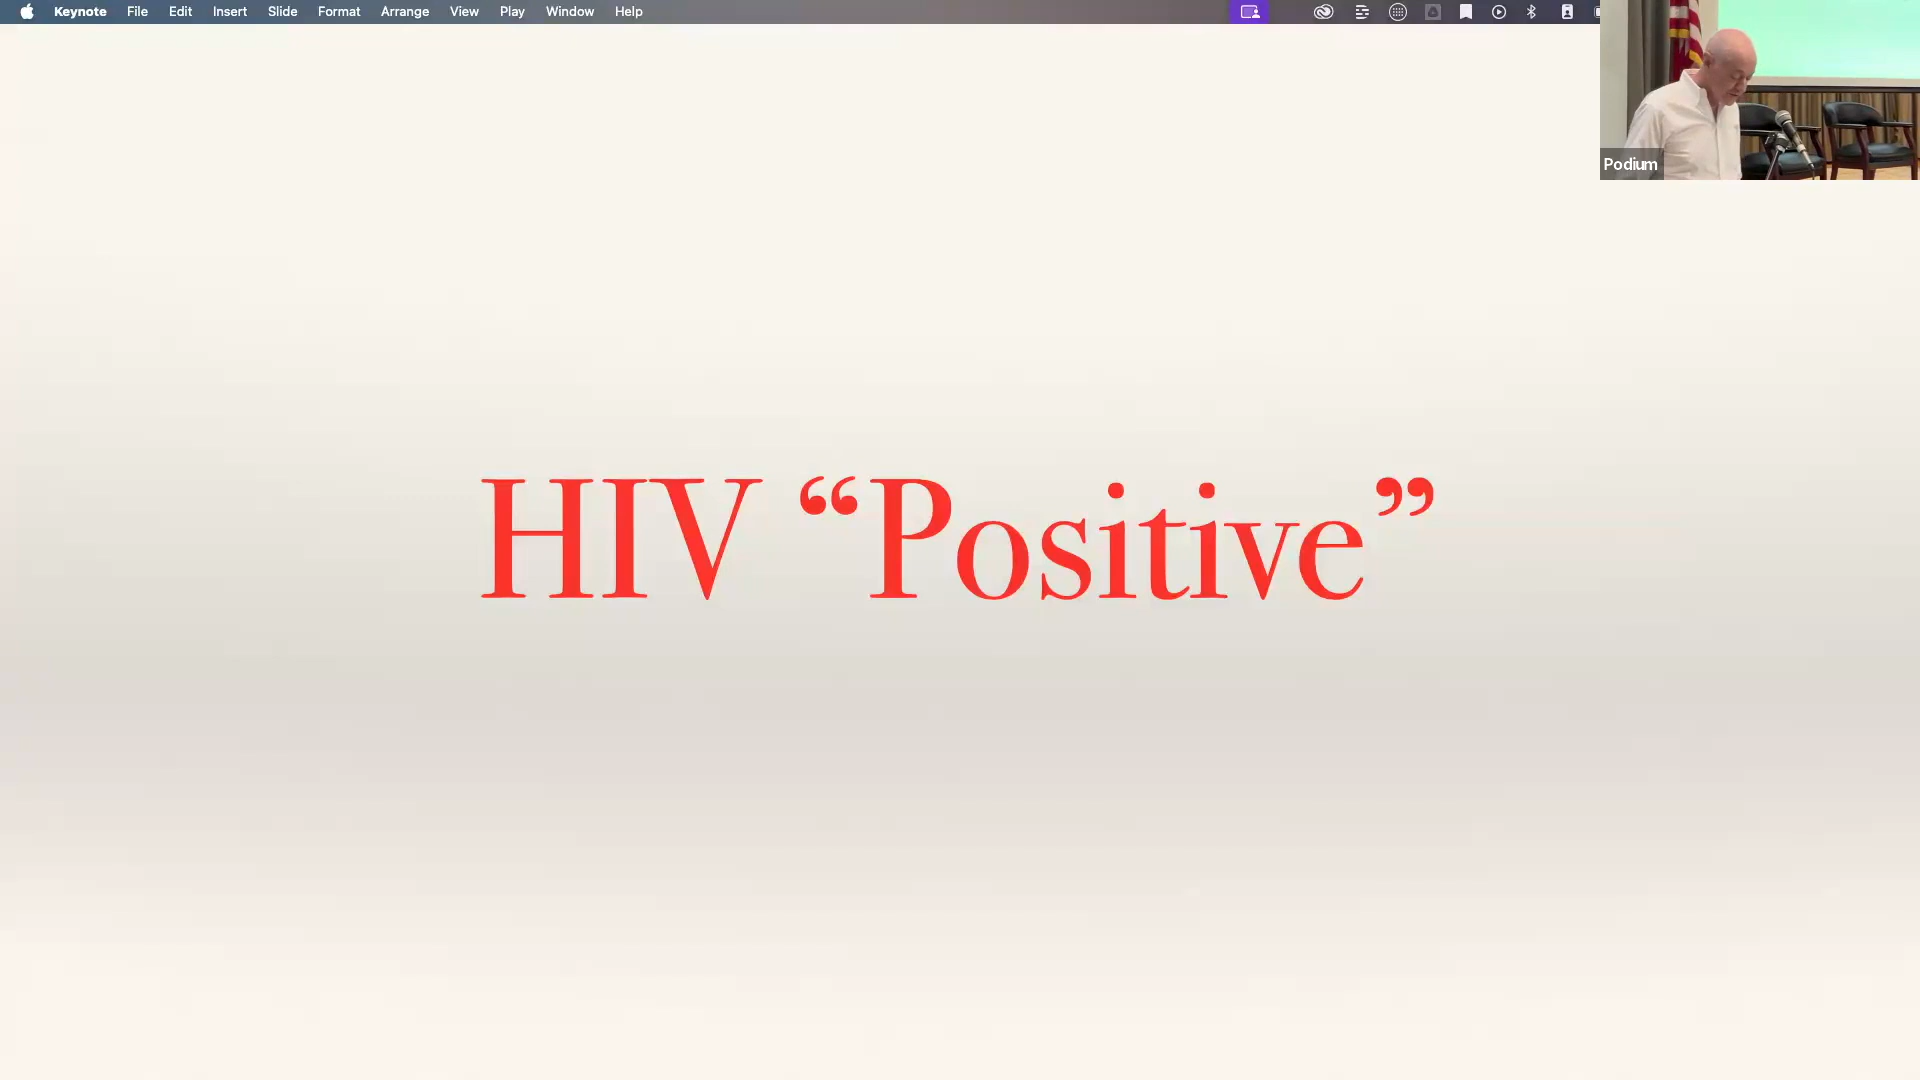 Keynote File Edit Insert Slide Format Arrange View Play Window Help
Podium
HIV “Positive”